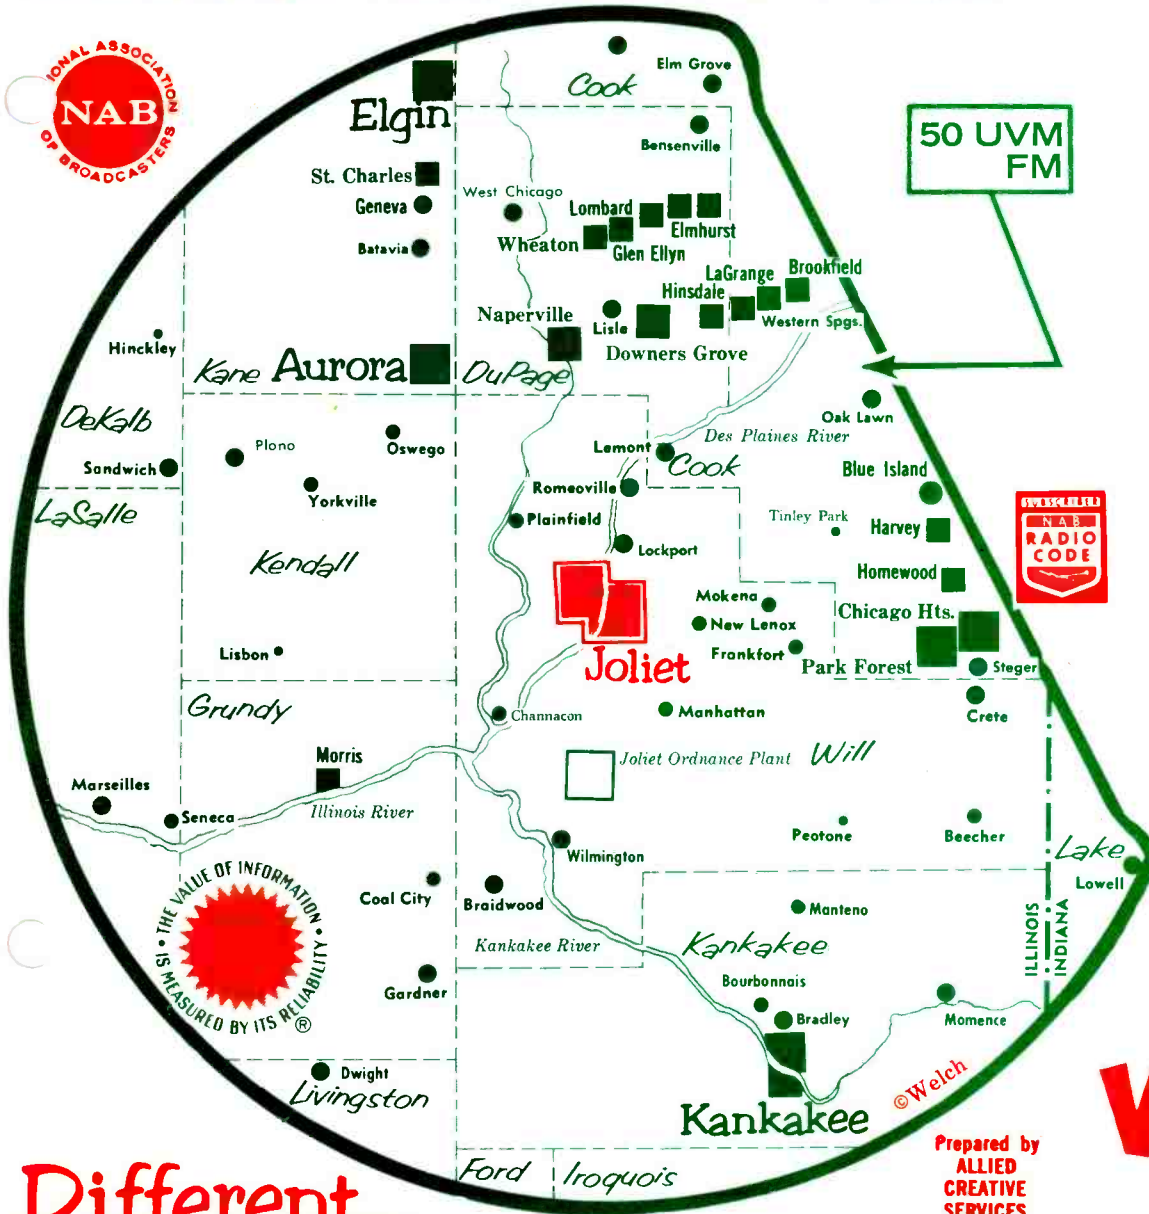 IONAL ASSOCIATION
OF BROADCASTERS
NAB
Cook
Elm Grove
Elgin
Bensenville
50 UVM
FM
St. Charles
West Chicago
Geneva
Lombard
Elmhurst
Batavia
Wheaton
Glen Ellyn
LaGrange
Brookfield
Hinsdale
Naperville
Lisle
Western Spgs.
Hinckley
Downers Grove
Kane
Aurora
DuPage
DeKalb
Oak Lawn
Plono
Oswego
Des Plaines River
Lemont
Cook
Sandwich
Blue Island
Yorkville
Romeoville
LaSalle
Plainfield
Tinley Park
Harvey
SUBSCRIBER
NAB
RADIO
CODE
Kendall
Lockport
Homewood
Mokena
Chicago Hts.
New Lenox
Lisbon
Frankfort
Park Forest
Steger
Joliet
Grundy
Channacon
Manhattan
Crete
Morris
Joliet Ordnance Plant
Will
Marseilles
Seneca
Illinois River
Peotone
Beecher
Wilmington
Lake
Lowell
• THE VALUE OF INFORMATION •
IS MEASURED BY ITS RELIABILITY
®
Coal City
Braidwood
Manteno
ILLINOIS
INDIANA
Kankakee River
Kankakee
Bourbonnais
Gardner
Bradley
Momence
Dwight
Livingston
©Welch
Kankakee
Prepared by
ALLIED
CREATIVE
SERVICES
Ford
Iroquois
Different